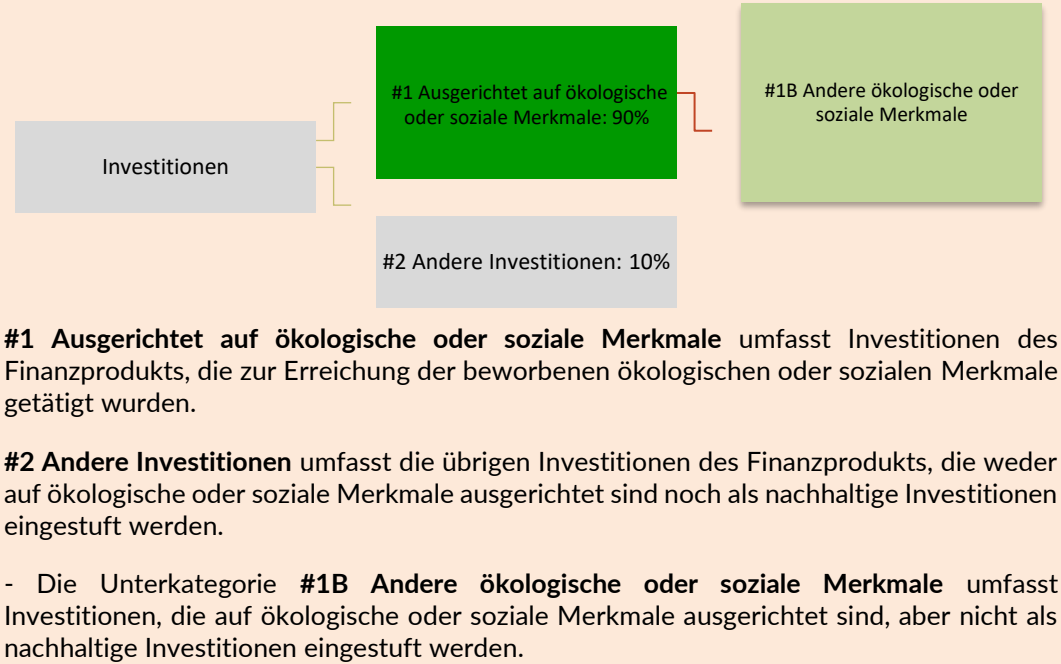 #1 Ausgerichtet auf ökologische
oder soziale Merkmale: 90%
#1B Andere ökologische oder
soziale Merkmale
Investitionen
#2 Andere Investitionen: 10%
#1 Ausgerichtet auf ökologische oder soziale Merkmale umfasst Investitionen des
Finanzprodukts, die zur Erreichung der beworbenen ökologischen oder sozialen Merkmale
getätigt wurden.
#2 Andere Investitionen umfasst die übrigen Investitionen des Finanzprodukts, die weder
auf ökologische oder soziale Merkmale ausgerichtet sind noch als nachhaltige Investitionen
eingestuft werden.
- Die Unterkategorie #1B Andere ökologische oder soziale Merkmale umfasst
Investitionen, die auf ökologische oder soziale Merkmale ausgerichtet sind, aber nicht als
nachhaltige Investitionen eingestuft werden.